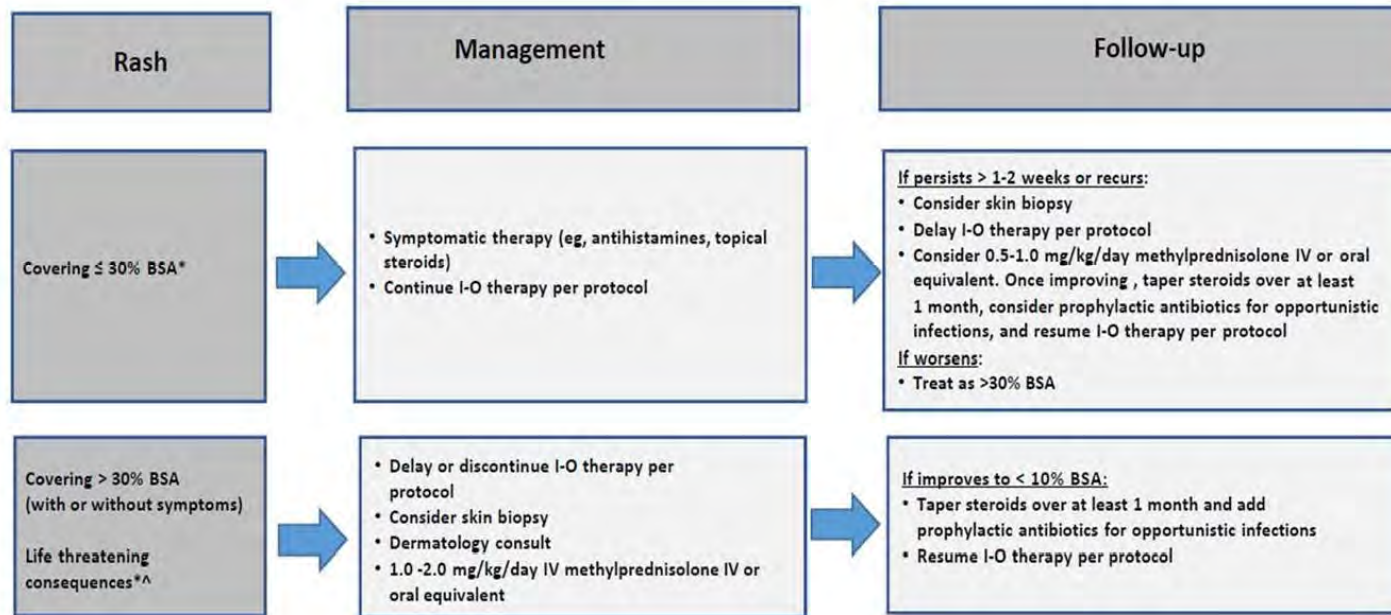 Rash
Management
Follow-up
Covering ≤ 30% BSA*
• Symptomatic therapy (eg, antihistamines, topical
steroids)
• Continue I-O therapy per protocol
If persists > 1-2 weeks or recurs:
• Consider skin biopsy
• Delay I-O therapy per protocol
• Consider 0.5-1.0 mg/kg/day methylprednisolone IV or oral
equivalent. Once improving , taper steroids over at least
1 month, consider prophylactic antibiotics for opportunistic
infections, and resume I-O therapy per protocol
If worsens:
• Treat as >30% BSA
Covering > 30% BSA
(with or without symptoms)
Life threatening
consequences*^
• Delay or discontinue I-O therapy per
protocol
• Consider skin biopsy
• Dermatology consult
• 1.0 -2.0 mg/kg/day IV methylprednisolone IV or
oral equivalent
If improves to < 10% BSA:
• Taper steroids over at least 1 month and add
prophylactic antibiotics for opportunistic infections
• Resume I-O therapy per protocol